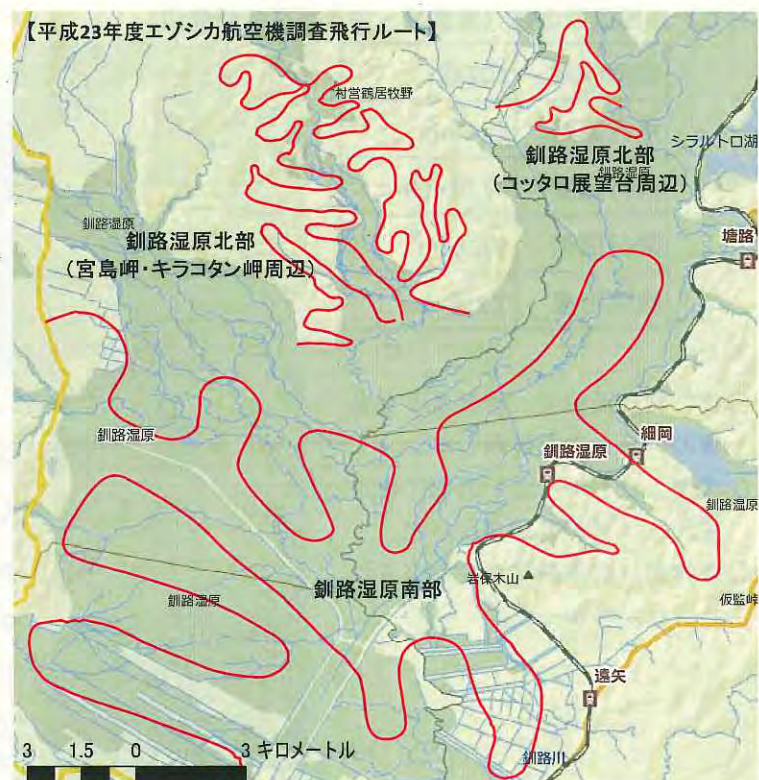 【平成23年度エゾシカ航空機調査飛行ルート】
村営鶴居牧野
シラルトロ湖
釧路湿原北部
（コッタロ展望台周辺）
釧路湿原
釧路湿原
釧路湿原北部
（宮島岬・キラコタン岬周辺）
塘路
釧路湿原
細岡
釧路湿原
釧路湿原
釧路湿原南部
岩保木山
釧路湿原
仮監峠
遠矢
釧路川
3 1.5 0 3 キロメートル